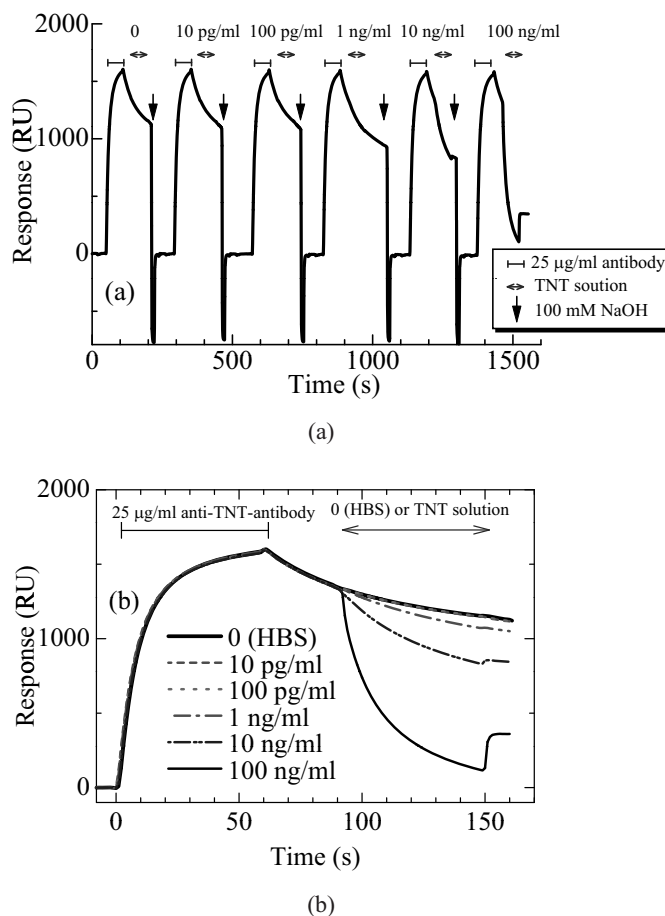 (a)
0 10 pg/ml 100 pg/ml 1 ng/ml 10 ng/ml 100 ng/ml
2000
1000
0
Response (RU)
(a)
25 µg/ml antibody
TNT soution
100 mM NaOH
0 500 1000 1500
Time (s)
(a)
2000
1000
0
Response (RU)
25 µg/ml anti-TNT-antibody
0 (HBS) or TNT solution
(b)
0 (HBS)
10 pg/ml
100 pg/ml
1 ng/ml
10 ng/ml
100 ng/ml
0 50 100 150
Time (s)
(b)